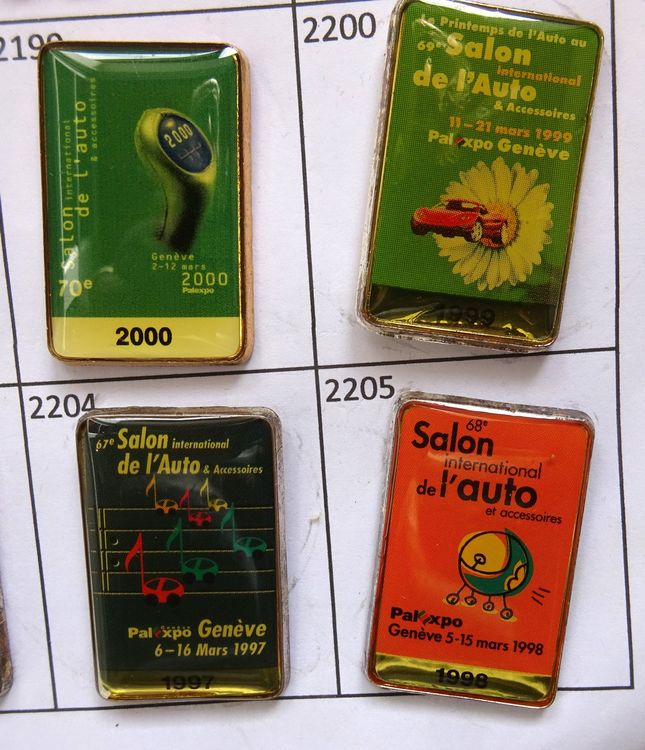 2199
Salon international
de l'auto
& accessoires
70e
2000
Genève
2-12 mars
2000
Palexpo
2000
2200
Le Printemps de l'Auto au
69e Salon
international
de l'Auto
& Accessoires
11-21 mars 1999
Palexpo Genève
1999
2204
67e Salon international
de l'Auto & Accessoires
Palexpo Genève
6-16 Mars 1997
1997
2205
68e
Salon
international
de l'auto
et accessoires
Palexpo
Genève 5-15 mars 1998
1998